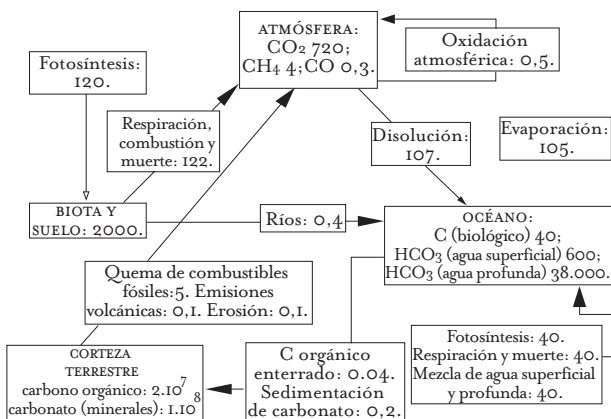 ATMÓSFERA:
CO2 720;
CH4 4; CO 0,3.
Oxidación
atmosférica: 0,5.
Fotosíntesis:
120.
Respiración,
combustión y
muerte: 122.
Disolución:
107.
Evaporación:
105.
BIOTA Y
SUELO: 2000.
Ríos: 0,4
OCÉANO:
C (biológico) 40;
HCO3 (agua superficial) 600;
HCO3 (agua profunda) 38.000.
Quema de combustibles
fósiles:5. Emisiones
volcánicas: 0,1. Erosión: 0,1.
Fotosíntesis: 40.
Respiración y muerte: 40.
Mezcla de agua superficial
y profunda: 40.
CORTEZA
TERRESTRE
carbono orgánico: 2.10⁷
carbonato (minerales): 1.10⁸
C orgánico
enterrado: 0.04.
Sedimentación
de carbonato: 0,2.